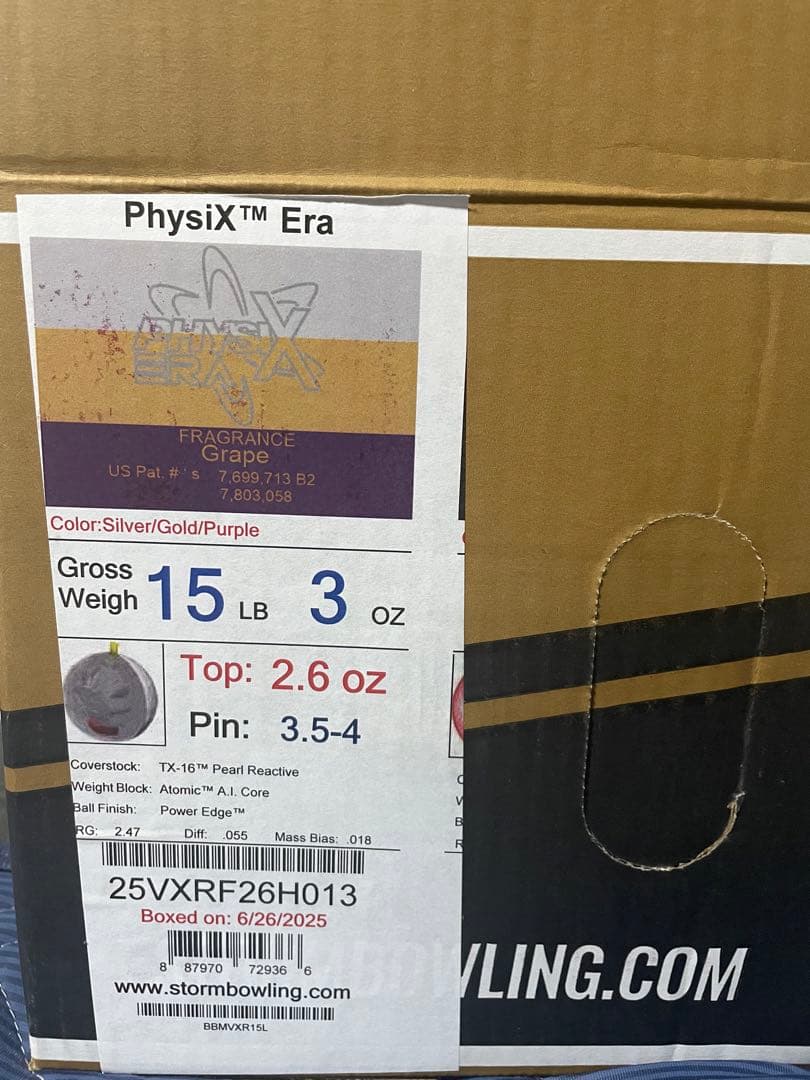 PhysiX™ Era
PHYSIX
ERA
FRAGRANCE
Grape
US Pat. #'s 7,699,713 B2
7,803,058
Color:Silver/Gold/Purple
Gross
Weigh 15 LB 3 oz
Top: 2.6 oz
Pin: 3.5-4
Coverstock: TX-16™ Pearl Reactive
Weight Block: Atomic™ A.I. Core
Ball Finish: Power Edge™
RG: 2.47 Diff: .055 Mass Bias: .018
25VXRF26H013
Boxed on: 6/26/2025
8 87970 72936 6
www.stormbowling.com
BBMVXR15L
WLING.COM